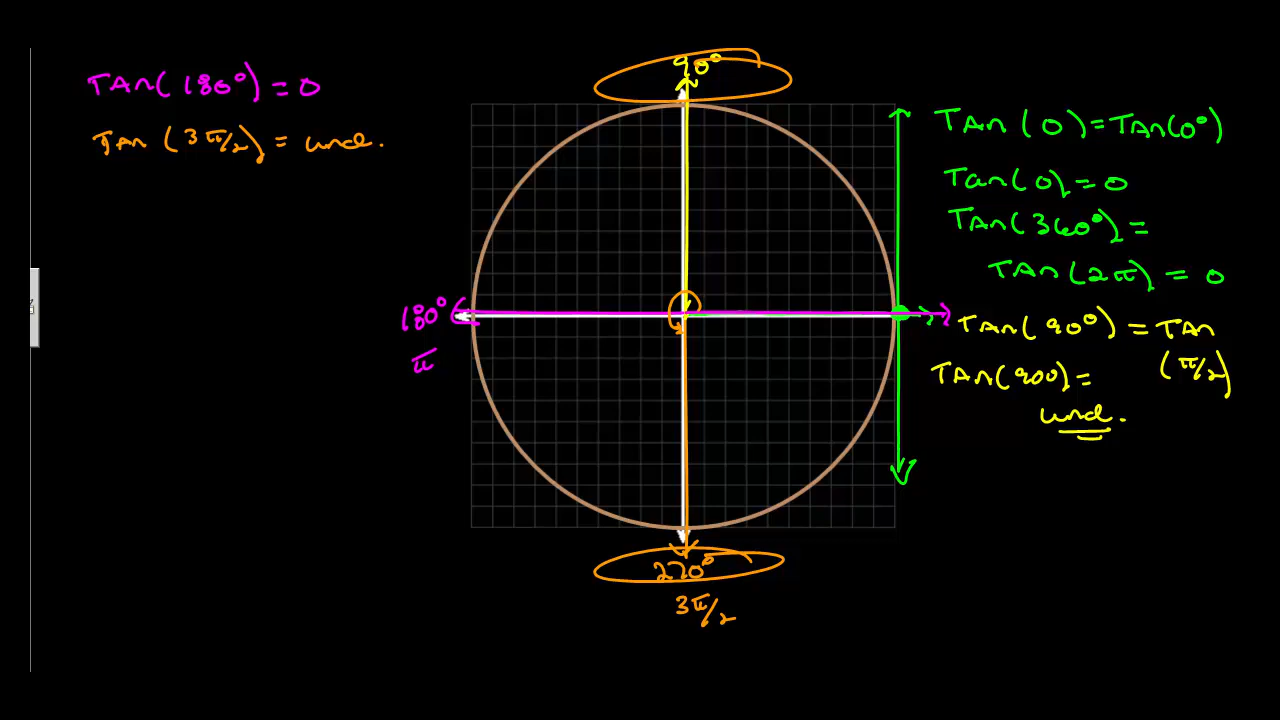 TAn(180°)=0
TAn(3π/2)= und.
90°
180°
π
270°
3π/2
TAn(0)=TAn(0°)
Tan(0)=0
TAn(360°)=
TAn(2π)= 0
TAn(90°)=TAn
(π/2)
TAn(900)=
und.